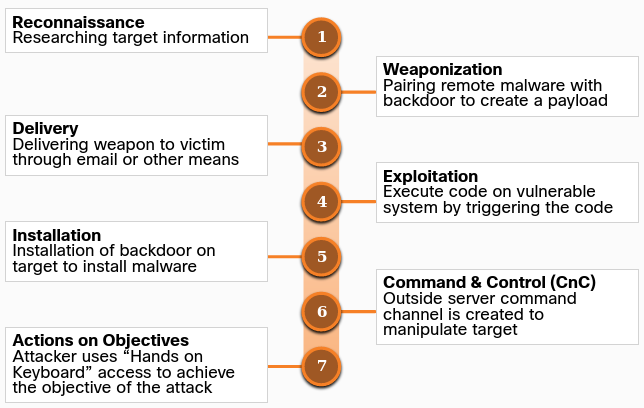 Reconnaissance
Researching target information
1
Weaponization
Pairing remote malware with
backdoor to create a payload
2
Delivery
Delivering weapon to victim
through email or other means
3
Exploitation
Execute code on vulnerable
system by triggering the code
4
Installation
Installation of backdoor on
target to install malware
5
Command & Control (CnC)
Outside server command
channel is created to
manipulate target
6
Actions on Objectives
Attacker uses “Hands on
Keyboard” access to achieve
the objective of the attack
7